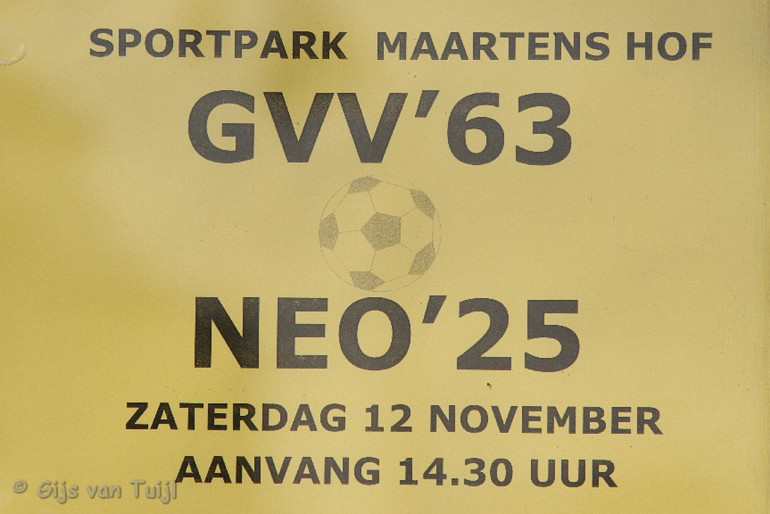 SPORTPARK MAARTENS HOF
GVV’63
NEO’25
ZATERDAG 12 NOVEMBER
AANVANG 14.30 UUR
© Gijs van Tuijl